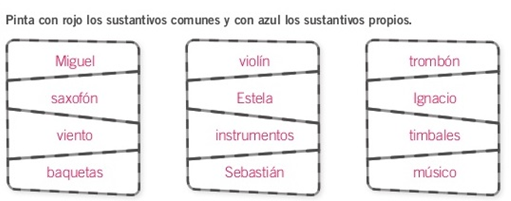 Pinta con rojo los sustantivos comunes y con azul los sustantivos propios.
Miguel
saxofón
viento
baquetas
violín
Estela
instrumentos
Sebastián
trombón
Ignacio
timbales
músico